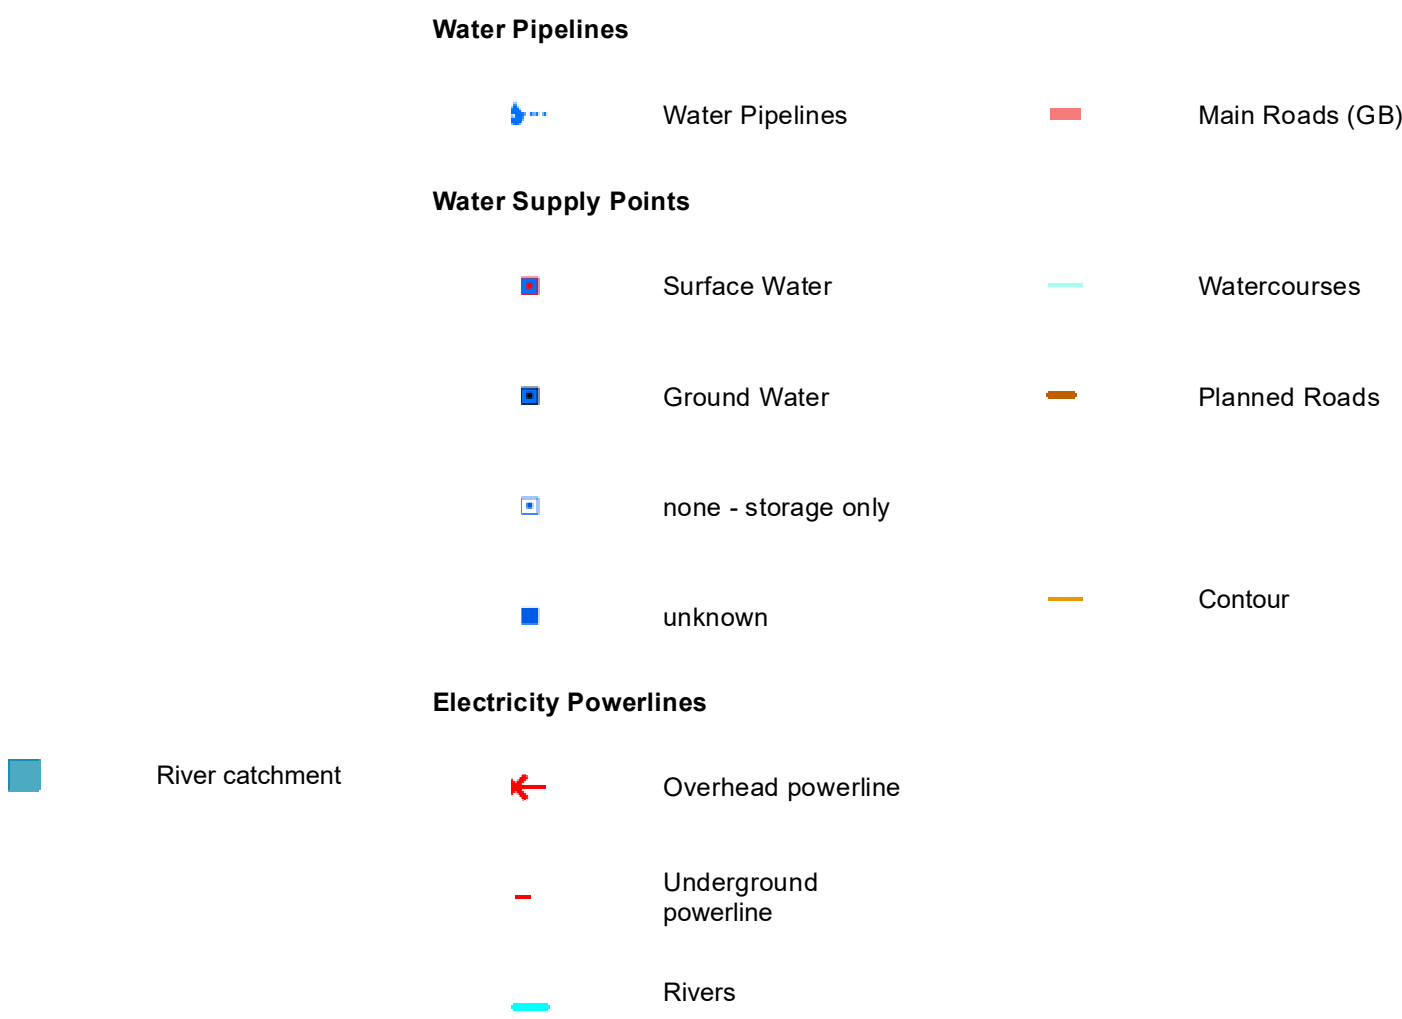 Water Pipelines
Water Pipelines
Main Roads (GB)
Water Supply Points
Surface Water
Watercourses
Ground Water
Planned Roads
none - storage only
Contour
unknown
Electricity Powerlines
River catchment
Overhead powerline
Underground
powerline
Rivers